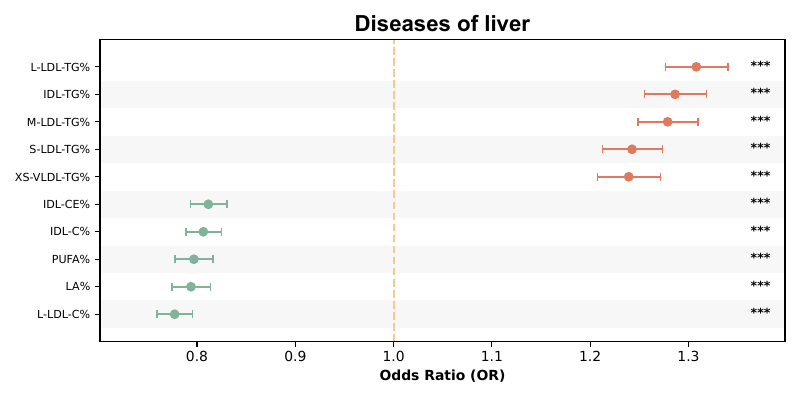 Diseases of liver
L-LDL-TG% ***
IDL-TG% ***
M-LDL-TG% ***
S-LDL-TG% ***
XS-VLDL-TG% ***
IDL-CE% ***
IDL-C% ***
PUFA% ***
LA% ***
L-LDL-C% ***
0.8 0.9 1.0 1.1 1.2 1.3
Odds Ratio (OR)